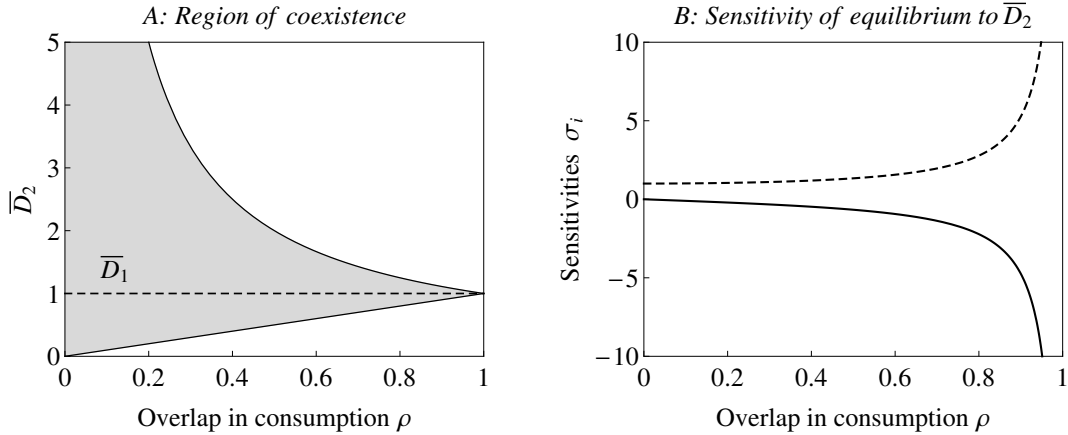 A: Region of coexistence
5
4
3
2
1
0
D̅₂
D̅₁
0 0.2 0.4 0.6 0.8 1
Overlap in consumption ρ
B: Sensitivity of equilibrium to D̅₂
10
5
0
−5
−10
Sensitivities σᵢ
0 0.2 0.4 0.6 0.8 1
Overlap in consumption ρ